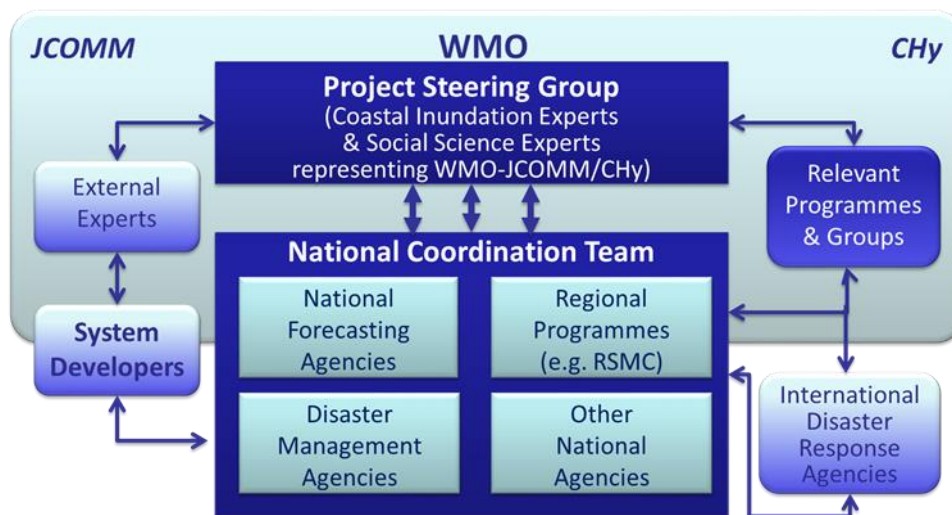 JCOMM
WMO
CHy
Project Steering Group
(Coastal Inundation Experts
& Social Science Experts
representing WMO-JCOMM/CHy)
External
Experts
Relevant
Programmes
& Groups
National Coordination Team
National
Forecasting
Agencies
Regional
Programmes
(e.g. RSMC)
System
Developers
Disaster
Management
Agencies
Other
National
Agencies
International
Disaster
Response
Agencies